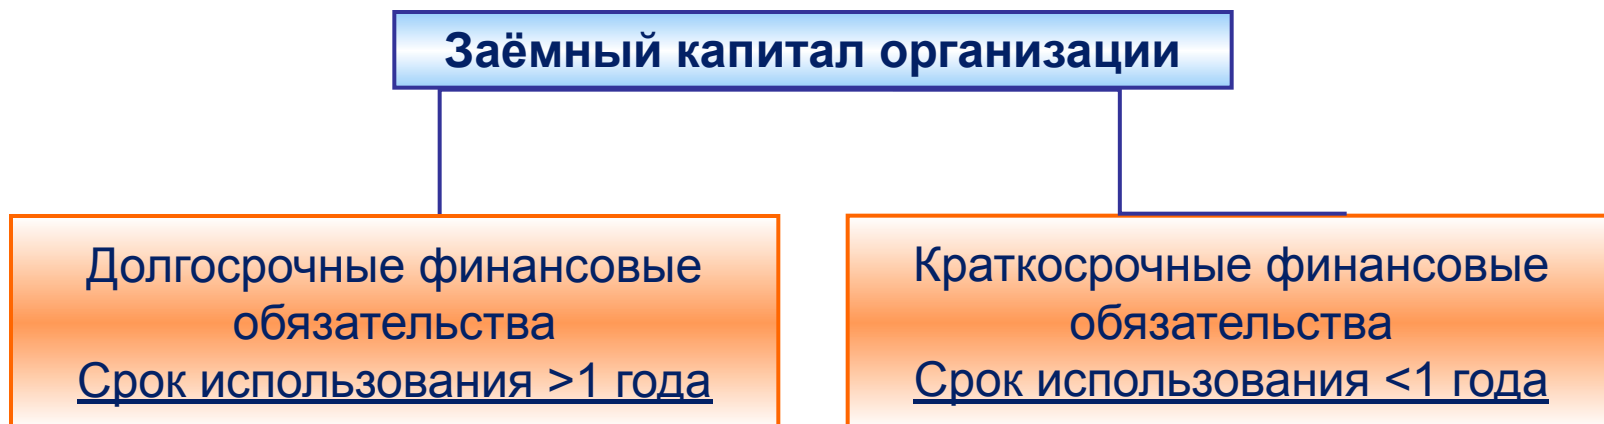 Заёмный капитал организации
Долгосрочные финансовые
обязательства
Срок использования >1 года
Краткосрочные финансовые
обязательства
Срок использования <1 года